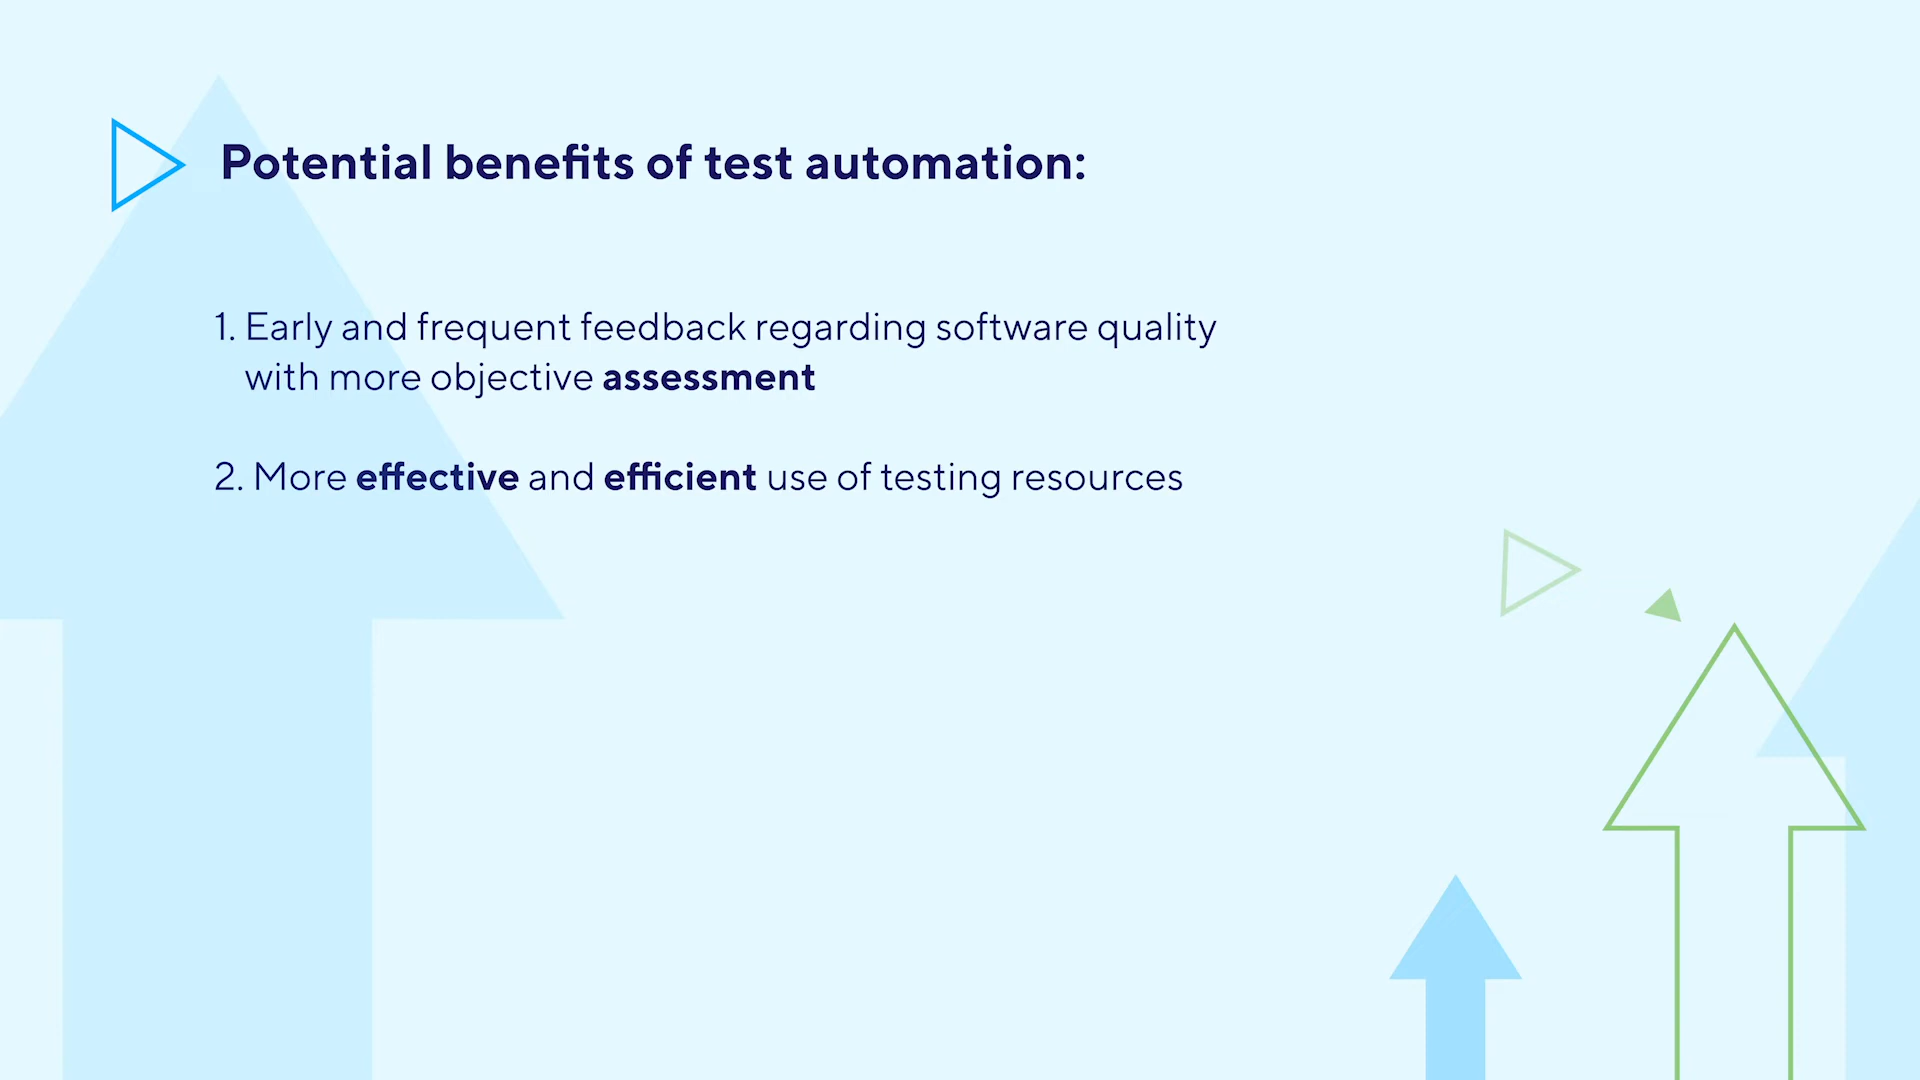 Potential benefits of test automation:
1. Early and frequent feedback regarding software quality
with more objective assessment
2. More effective and efficient use of testing resources